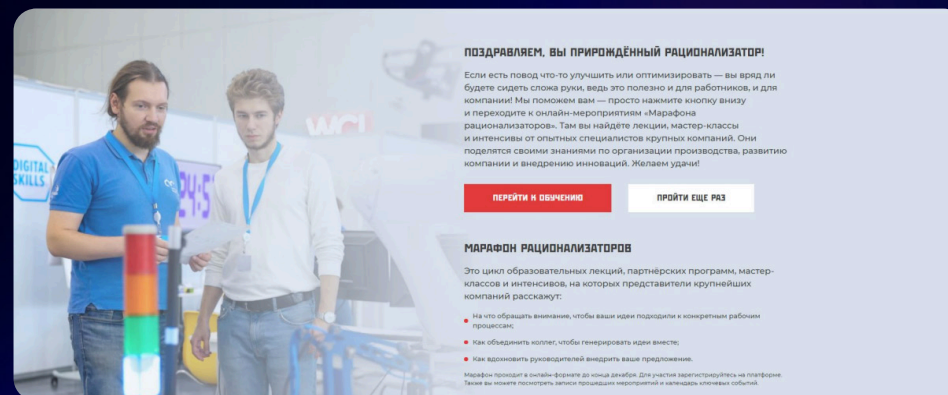 ПОЗДРАВЛЯЕМ, ВЫ ПРИРОЖДЁННЫЙ РАЦИОНАЛИЗАТОР!
Если есть повод что-то улучшить или оптимизировать — вы вряд ли
будете сидеть сложа руки, ведь это полезно и для работников, и для
компании! Мы поможем вам — просто нажмите кнопку внизу
и переходите к онлайн-мероприятиям «Марафона
рационализаторов». Там вы найдёте лекции, мастер-классы
и интенсивы от опытных специалистов крупных компаний. Они
поделятся своими знаниями по организации производства, развитию
компании и внедрению инноваций. Желаем удачи!
ПЕРЕЙТИ К ОБУЧЕНИЮ
ПРОЙТИ ЕЩЕ РАЗ
МАРАФОН РАЦИОНАЛИЗАТОРОВ
Это цикл образовательных лекций, партнёрских программ, мастер-
классов и интенсивов, на которых представители крупнейших
компаний расскажут:
На что обращать внимание, чтобы ваши идеи подходили к конкретным рабочим
процессам;
Как объединить коллег, чтобы генерировать идеи вместе;
Как вдохновить руководителей внедрить ваше предложение.
Марафон проходит в онлайн-формате до конца декабря. Для участия зарегистрируйтесь на платформе.
Также вы можете посмотреть записи прошедших мероприятий и календарь ключевых событий.
DIGITAL
SKILLS